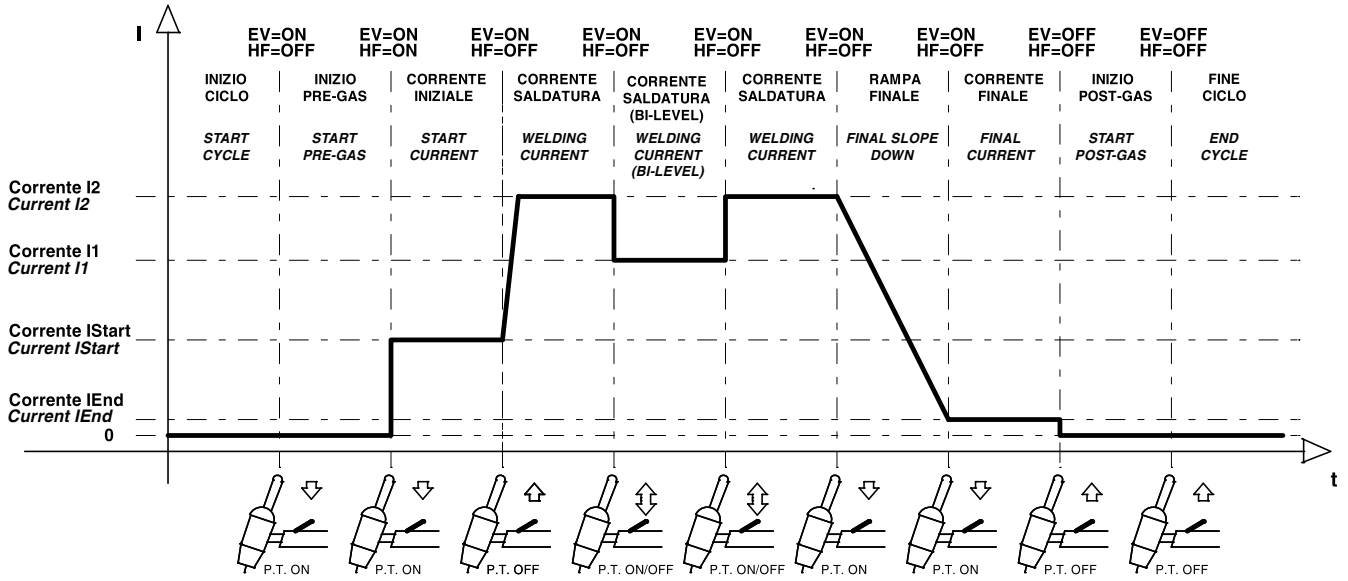 I
EV=ON EV=ON EV=ON EV=ON EV=ON EV=ON EV=ON EV=OFF EV=OFF
HF=OFF HF=ON HF=OFF HF=OFF HF=OFF HF=OFF HF=OFF HF=OFF HF=OFF
INIZIO
CICLO
START
CYCLE
INIZIO
PRE-GAS
START
PRE-GAS
CORRENTE
INIZIALE
START
CURRENT
CORRENTE
SALDATURA
WELDING
CURRENT
CORRENTE
SALDATURA
(BI-LEVEL)
WELDING
CURRENT
(BI-LEVEL)
CORRENTE
SALDATURA
WELDING
CURRENT
RAMPA
FINALE
FINAL SLOPE
DOWN
CORRENTE
FINALE
FINAL
CURRENT
INIZIO
POST-GAS
START
POST-GAS
FINE
CICLO
END
CYCLE
Corrente I2
Current I2
Corrente I1
Current I1
Corrente IStart
Current IStart
Corrente IEnd
Current IEnd
0
t
P.T. ON P.T. ON P.T. OFF P.T. ON/OFF P.T. ON/OFF P.T. ON P.T. ON P.T. OFF P.T. OFF